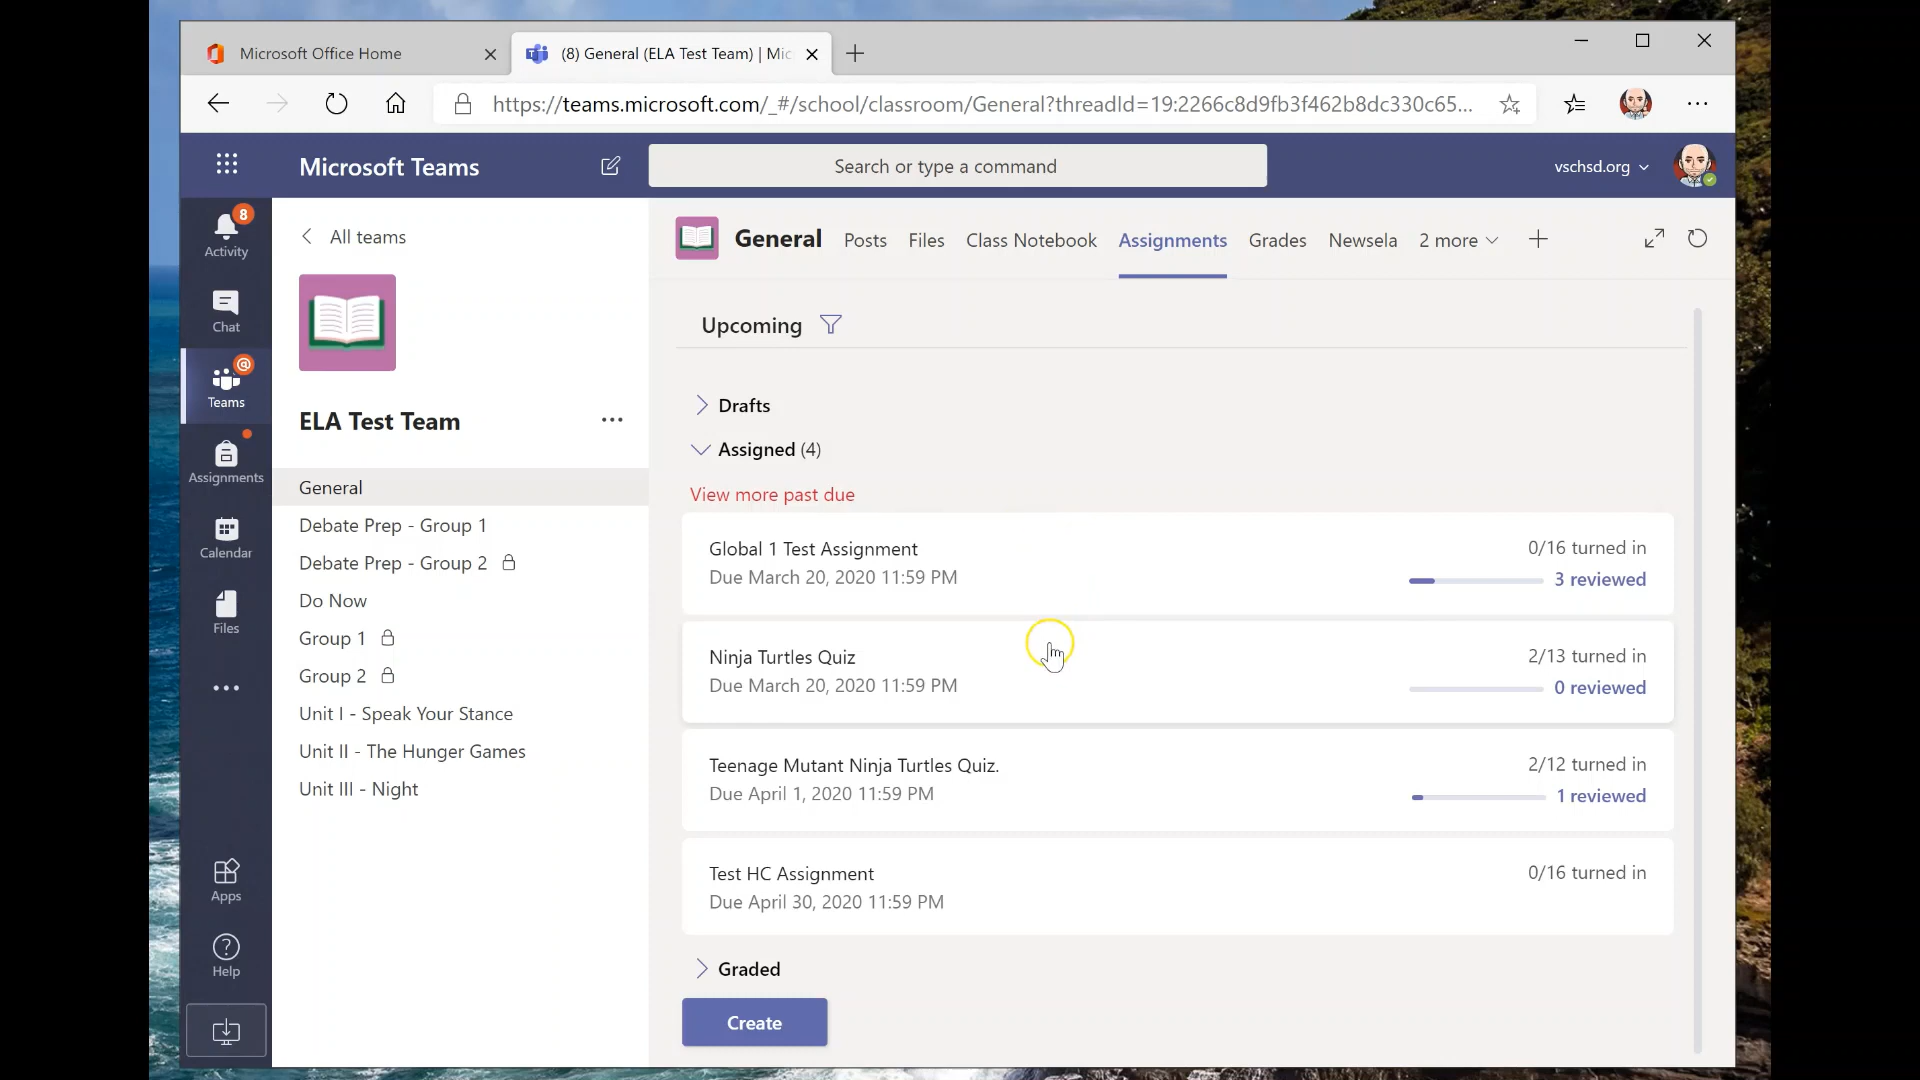 Microsoft Office Home
(8) General (ELA Test Team) | Mic
https://teams.microsoft.com/_#/school/classroom/General?threadId=19:2266c8d9fb3f462b8dc330c65...
Microsoft Teams
Search or type a command
vschsd.org
8
Activity
Chat
@
Teams
Assignments
Calendar
Files
Apps
Help
All teams
ELA Test Team
General
Debate Prep - Group 1
Debate Prep - Group 2
Do Now
Group 1
Group 2
Unit I - Speak Your Stance
Unit II - The Hunger Games
Unit III - Night
General Posts Files Class Notebook Assignments Grades Newsela 2 more
Upcoming
Drafts
Assigned (4)
View more past due
Global 1 Test Assignment
Due March 20, 2020 11:59 PM
0/16 turned in
3 reviewed
Ninja Turtles Quiz
Due March 20, 2020 11:59 PM
2/13 turned in
0 reviewed
Teenage Mutant Ninja Turtles Quiz.
Due April 1, 2020 11:59 PM
2/12 turned in
1 reviewed
Test HC Assignment
Due April 30, 2020 11:59 PM
0/16 turned in
Graded
Create